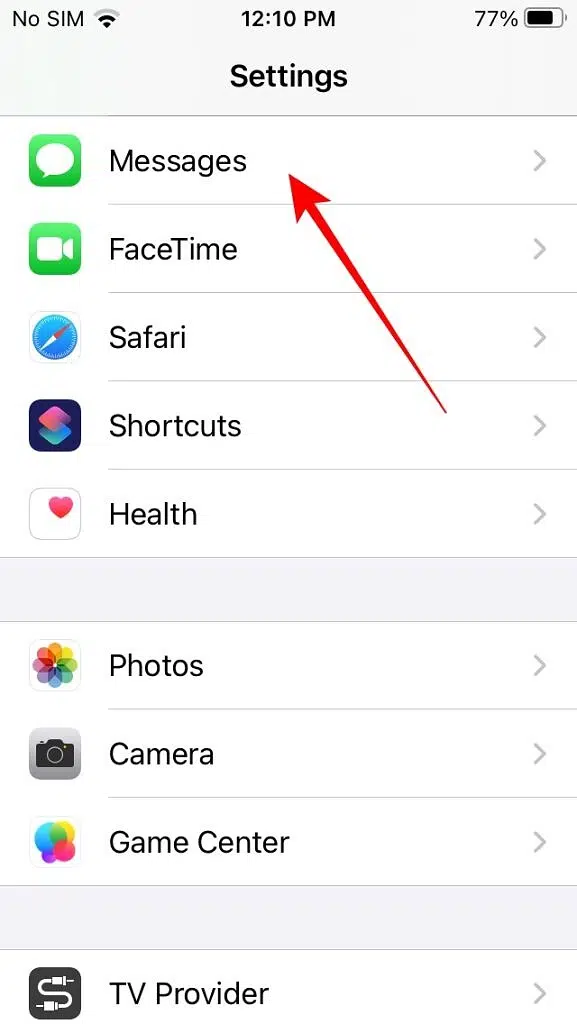 No SIM 12:10 PM 77%
Settings
Messages
FaceTime
Safari
Shortcuts
Health
Photos
Camera
Game Center
TV Provider